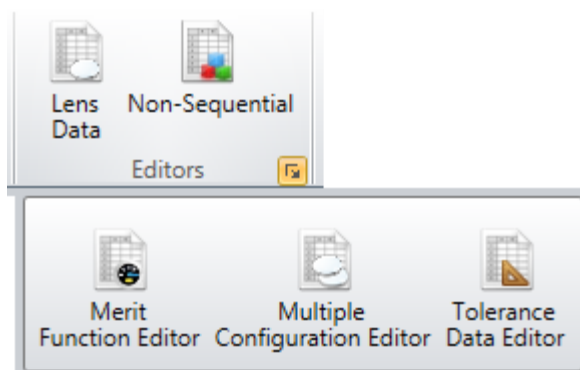 Lens Non-Sequential
Data
Editors
Merit Multiple Tolerance
Function Editor Configuration Editor Data Editor